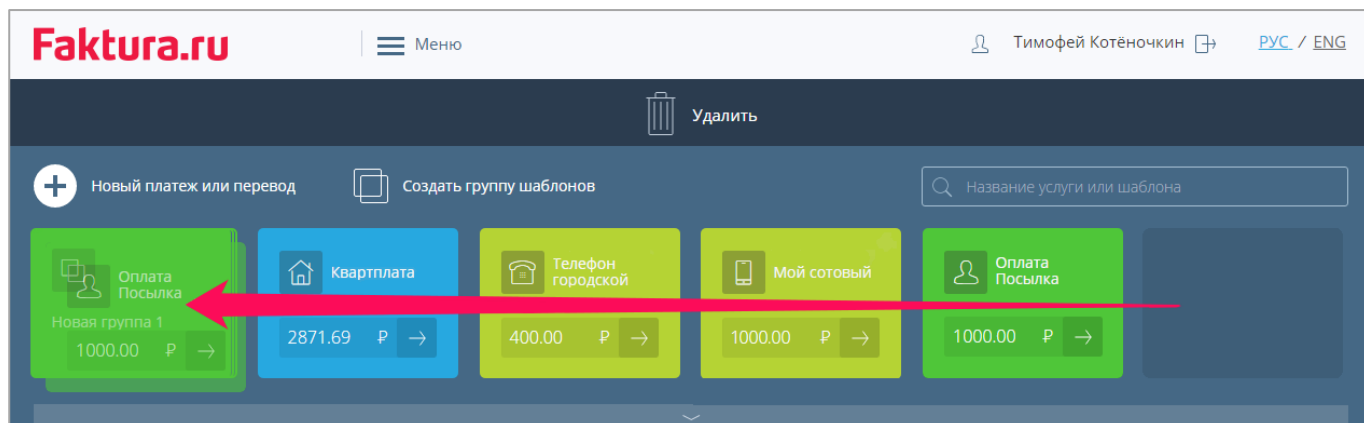 Faktura.ru
Меню
Тимофей Котёночкин
РУС / ENG
Удалить
Новый платеж или перевод
Создать группу шаблонов
Название услуги или шаблона
Оплата
Посылка
Новая группа 1
1000.00 ₽
Квартплата
2871.69 ₽
Телефон
городской
400.00 ₽
Мой сотовый
1000.00 ₽
Оплата
Посылка
1000.00 ₽